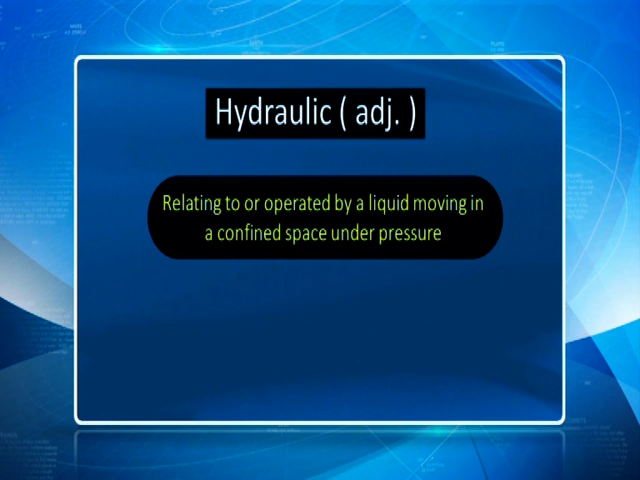 Hydraulic ( adj. )
Relating to or operated by a liquid moving in
a confined space under pressure